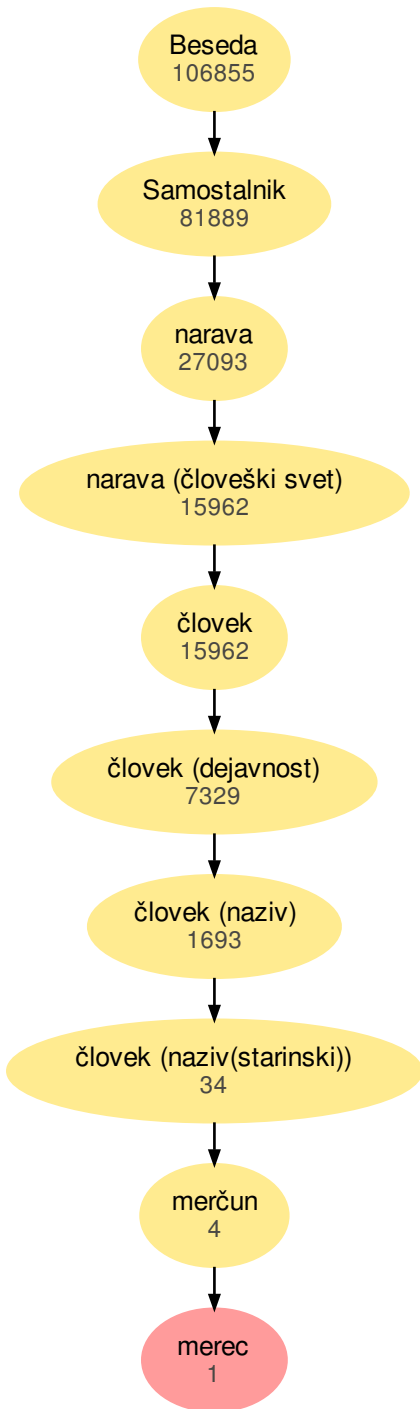 Beseda
106855
Samostalnik
81889
narava
27093
narava (človeški svet)
15962
človek
15962
človek (dejavnost)
7329
človek (naziv)
1693
človek (naziv(starinski))
34
merčun
4
merec
1